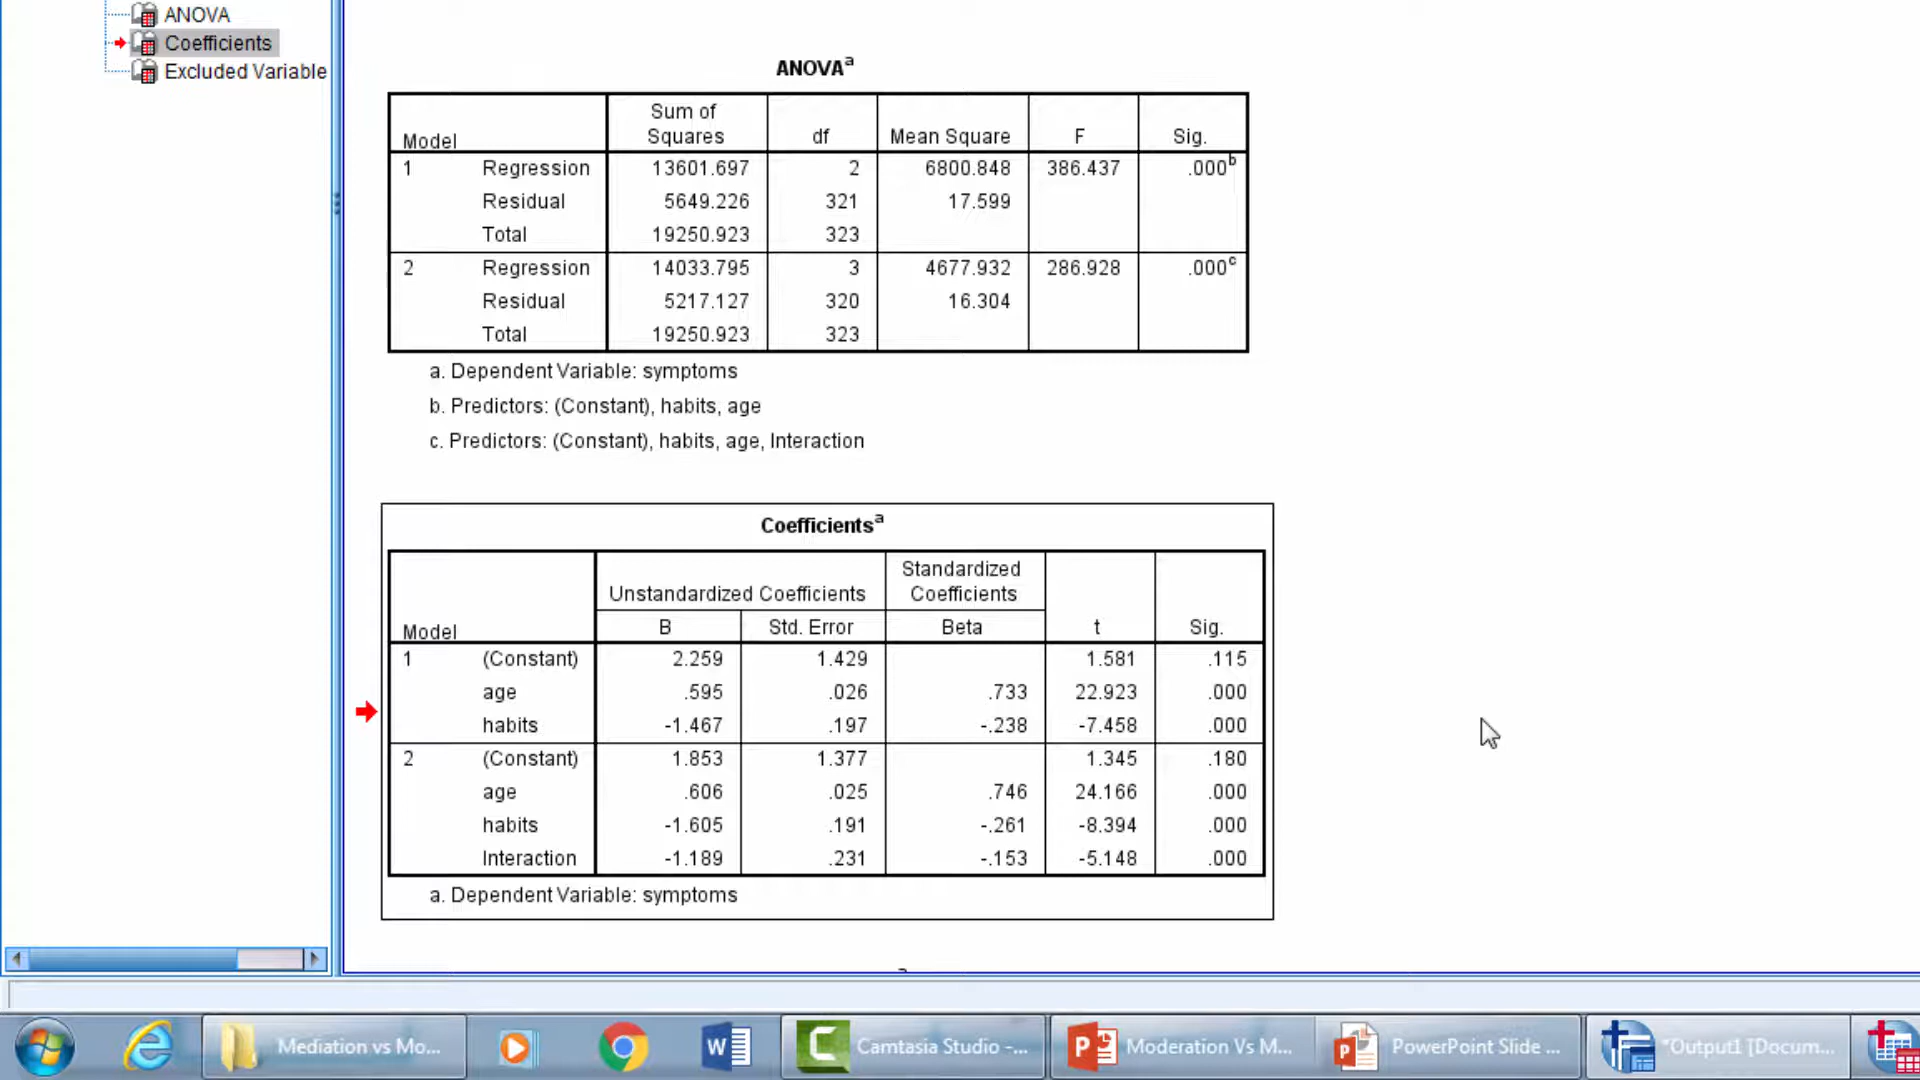 ANOVA
Coefficients
Excluded Variable
ANOVAa
Model Sum of Squares df Mean Square F Sig.
1 Regression 13601.697 2 6800.848 386.437 .000b
Residual 5649.226 321 17.599
Total 19250.923 323
2 Regression 14033.795 3 4677.932 286.928 .000c
Residual 5217.127 320 16.304
Total 19250.923 323
a. Dependent Variable: symptoms
b. Predictors: (Constant), habits, age
c. Predictors: (Constant), habits, age, Interaction
Coefficientsa
Model Unstandardized Coefficients Standardized Coefficients t Sig.
B Std. Error Beta
1 (Constant) 2.259 1.429 1.581 .115
age .595 .026 .733 22.923 .000
habits -1.467 .197 -.238 -7.458 .000
2 (Constant) 1.853 1.377 1.345 .180
age .606 .025 .746 24.166 .000
habits -1.605 .191 -.261 -8.394 .000
Interaction -1.189 .231 -.153 -5.148 .000
a. Dependent Variable: symptoms
Mediation vs Mo... Camtasia Studio -... Moderation Vs M... PowerPoint Slide ... *Output1 [Docum...